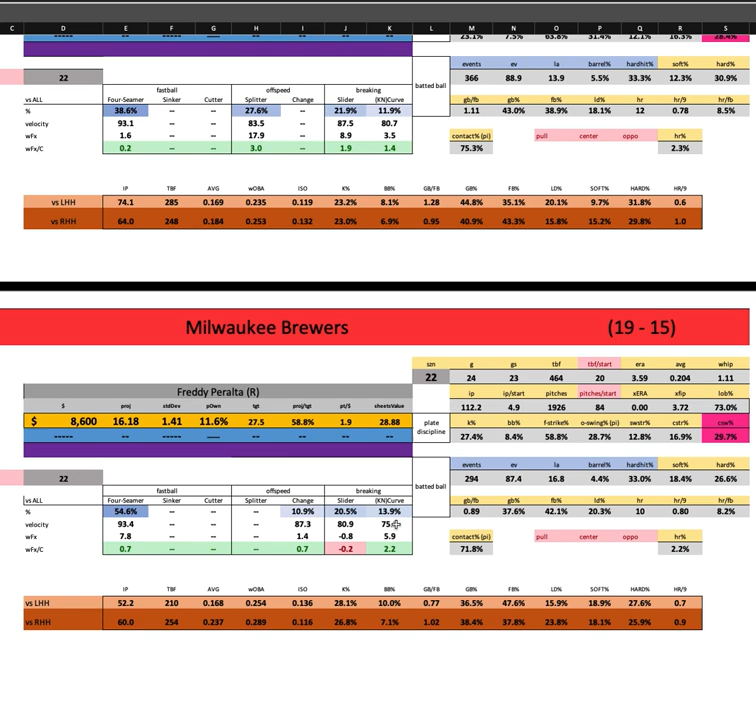 C D E F G H I J K L M N O P Q R S
----- -- -- ___ -- -- -- -- 23.1% 7.5% 63.8% 31.4% 12.1% 16.3% 28.4%
events ev la barrel% hardhit% soft% hard%
22 366 88.9 13.9 5.5% 33.3% 12.3% 30.9%
batted ball
fastball offspeed breaking
vs ALL Four-Seamer Sinker Cutter Splitter Change Slider (KN)Curve gb/fb gb% fb% ld% hr hr/9 hr/fb
% 38.6% -- -- 27.6% -- 21.9% 11.9% 1.11 43.0% 38.9% 18.1% 12 0.78 8.5%
velocity 93.1 -- -- 83.5 -- 87.5 80.7
wFx 1.6 -- -- 17.9 -- 8.9 3.5 contact% (pi) pull center oppo hr%
wFx/C 0.2 -- -- 3.0 -- 1.9 1.4 75.3% 2.3%
IP TBF AVG wOBA ISO K% BB% GB/FB GB% FB% LD% SOFT% HARD% HR/9
vs LHH 74.1 285 0.169 0.235 0.119 23.2% 8.1% 1.28 44.8% 35.1% 20.1% 9.7% 31.8% 0.6
vs RHH 64.0 248 0.184 0.253 0.132 23.0% 6.9% 0.95 40.9% 43.3% 15.8% 15.2% 29.8% 1.0
Milwaukee Brewers (19 - 15)
szn g gs tbf tbf/start era avg whip
22 24 23 464 20 3.59 0.204 1.11
Freddy Peralta (R) ip ip/start pitches pitches/start xERA xfip lob%
$ proj stdDev pOwn tgt proj/tgt pt/$ sheetsValue 112.2 4.9 1926 84 0.00 3.72 73.0%
$ 8,600 16.18 1.41 11.6% 27.5 58.8% 1.9 28.88 plate discipline k% bb% f-strike% o-swing% (pi) swstr% cstr% csw%
----- -- -- ___ -- -- -- -- 27.4% 8.4% 58.8% 28.7% 12.8% 16.9% 29.7%
events ev la barrel% hardhit% soft% hard%
22 294 87.4 16.8 4.4% 33.0% 18.4% 26.6%
batted ball
fastball offspeed breaking
vs ALL Four-Seamer Sinker Cutter Splitter Change Slider (KN)Curve gb/fb gb% fb% ld% hr hr/9 hr/fb
% 54.6% -- -- -- 10.9% 20.5% 13.9% 0.89 37.6% 42.1% 20.3% 10 0.80 8.2%
velocity 93.4 -- -- -- 87.3 80.9 75
wFx 7.8 -- -- -- 1.4 -0.8 5.9 contact% (pi) pull center oppo hr%
wFx/C 0.7 -- -- -- 0.7 -0.2 2.2 71.8% 2.2%
IP TBF AVG wOBA ISO K% BB% GB/FB GB% FB% LD% SOFT% HARD% HR/9
vs LHH 52.2 210 0.168 0.254 0.136 28.1% 10.0% 0.77 36.5% 47.6% 15.9% 18.9% 27.6% 0.7
vs RHH 60.0 254 0.237 0.289 0.116 26.8% 7.1% 1.02 38.4% 37.8% 23.8% 18.1% 25.9% 0.9